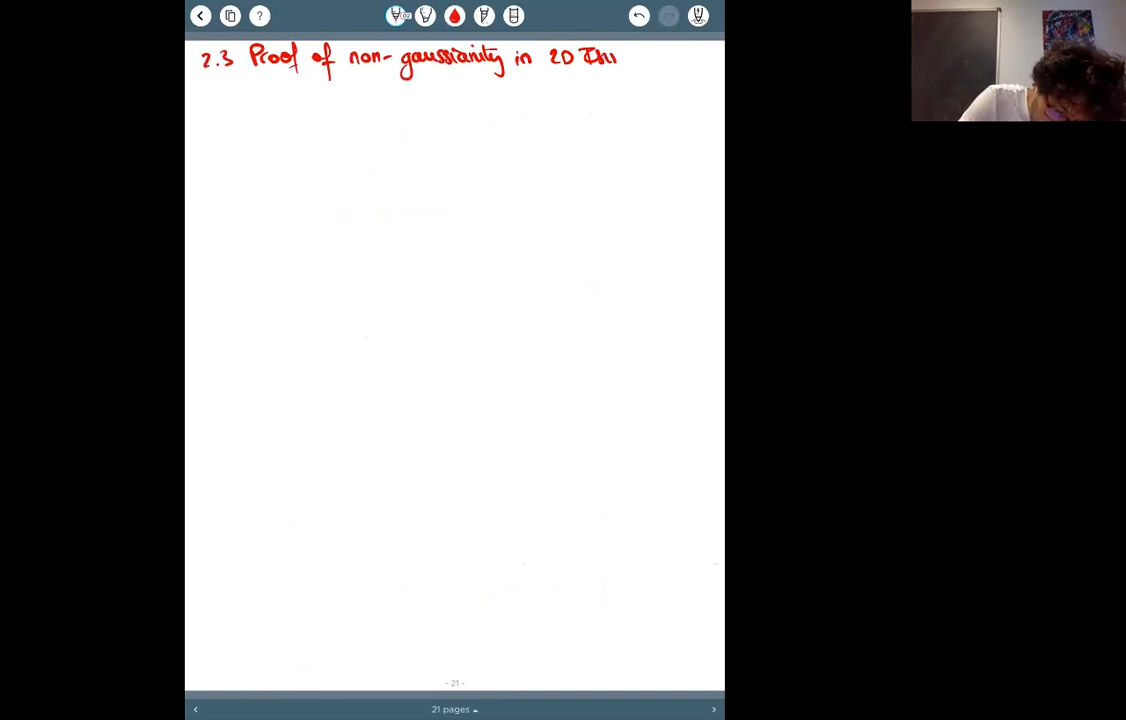 ?
2.3 Proof of non-gaussianity in 2D
- 21 -
21 pages